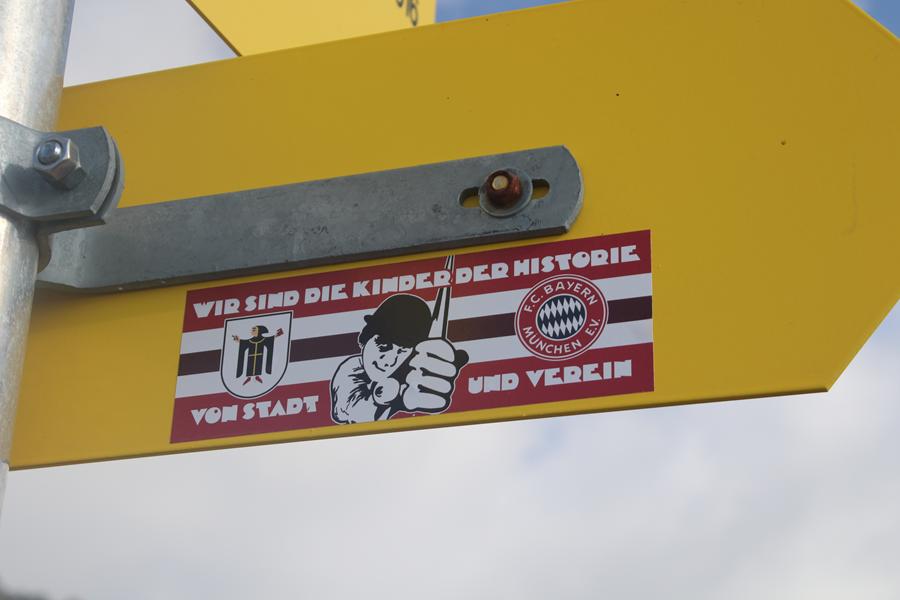 WIR SIND DIE KINDER DER HISTORIE
F.C. BAYERN
MÜNCHEN E.V.
VON STADT UND VEREIN